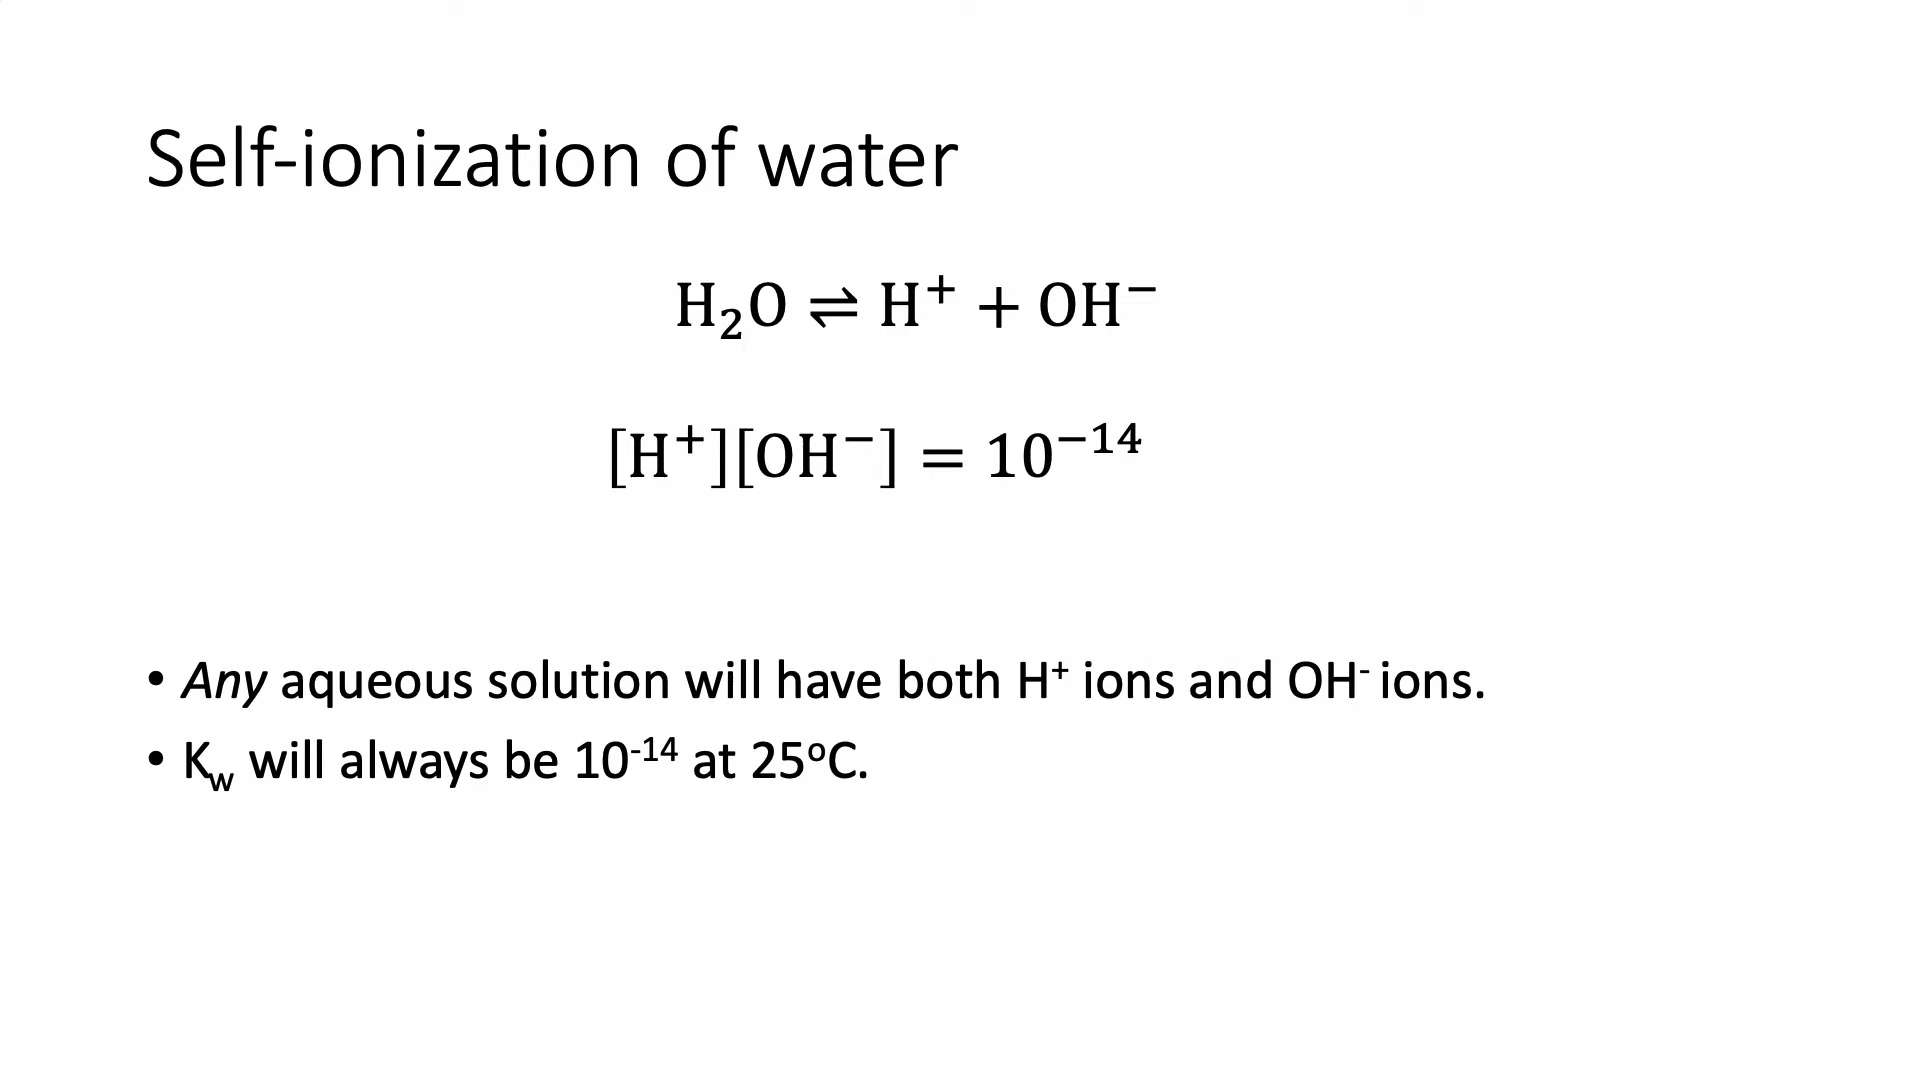 Self-ionization of water
H₂O ⇌ H⁺ + OH⁻
[H⁺][OH⁻] = 10⁻¹⁴
• Any aqueous solution will have both H⁺ ions and OH⁻ ions.
• K_w will always be 10⁻¹⁴ at 25ᵒC.